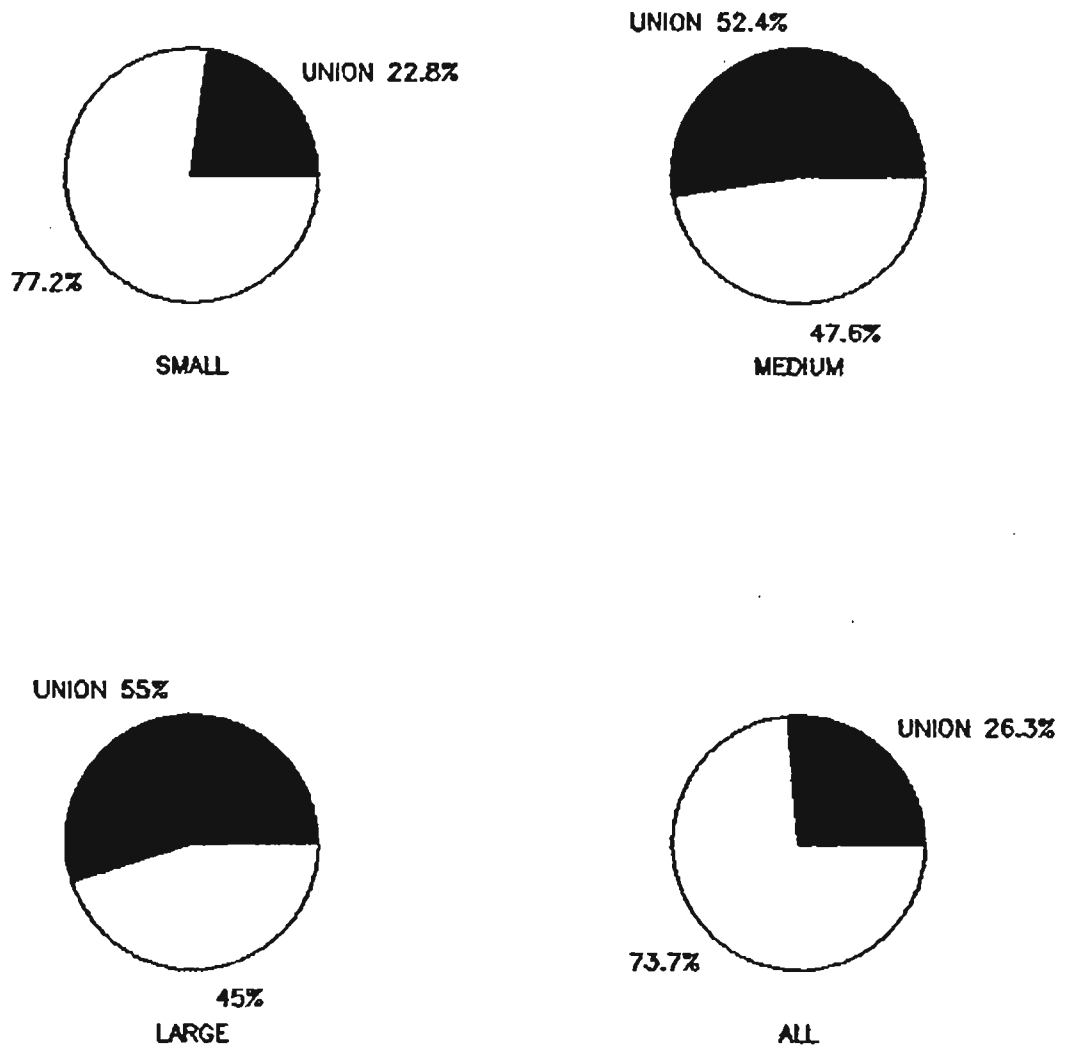 UNION 22.8%
77.2%
SMALL
UNION 52.4%
47.6%
MEDIUM
UNION 55%
45%
LARGE
UNION 26.3%
73.7%
ALL